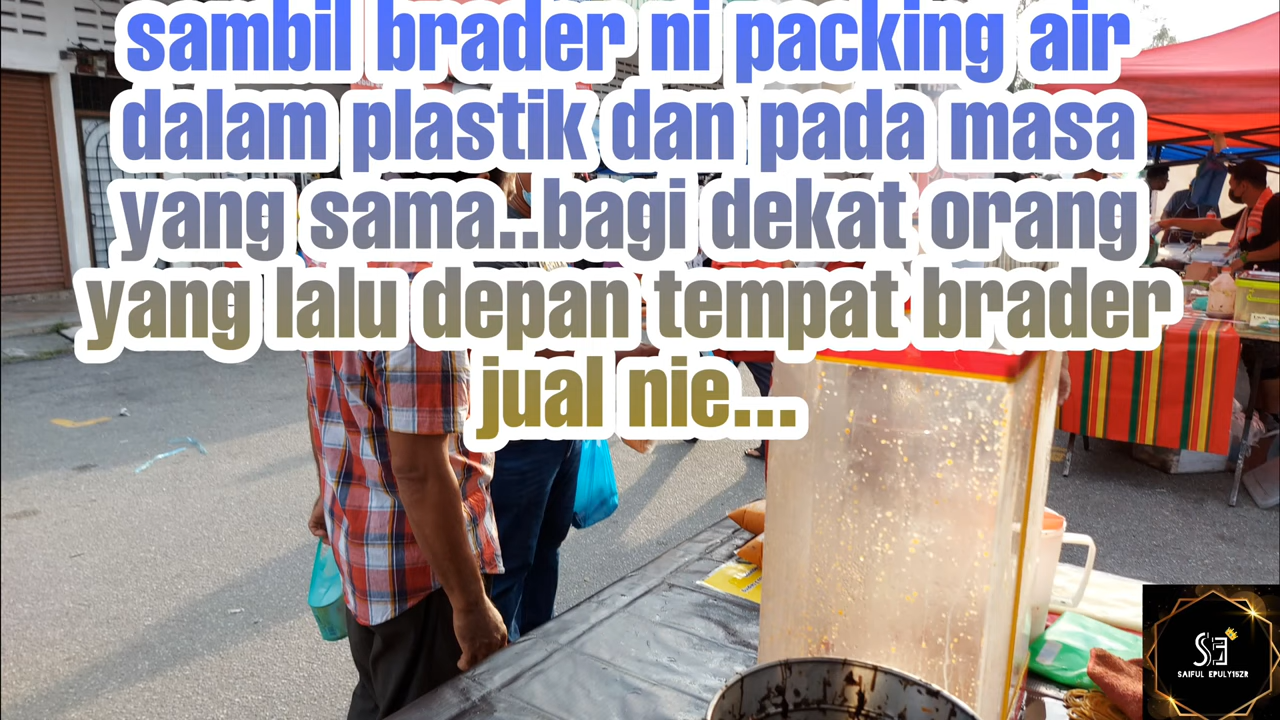 sambil brader ni packing air
dalam plastik dan pada masa
yang sama..bagi dekat orang
yang lalu depan tempat brader
jual nie...
SE
SAIFUL EPULY15ZR